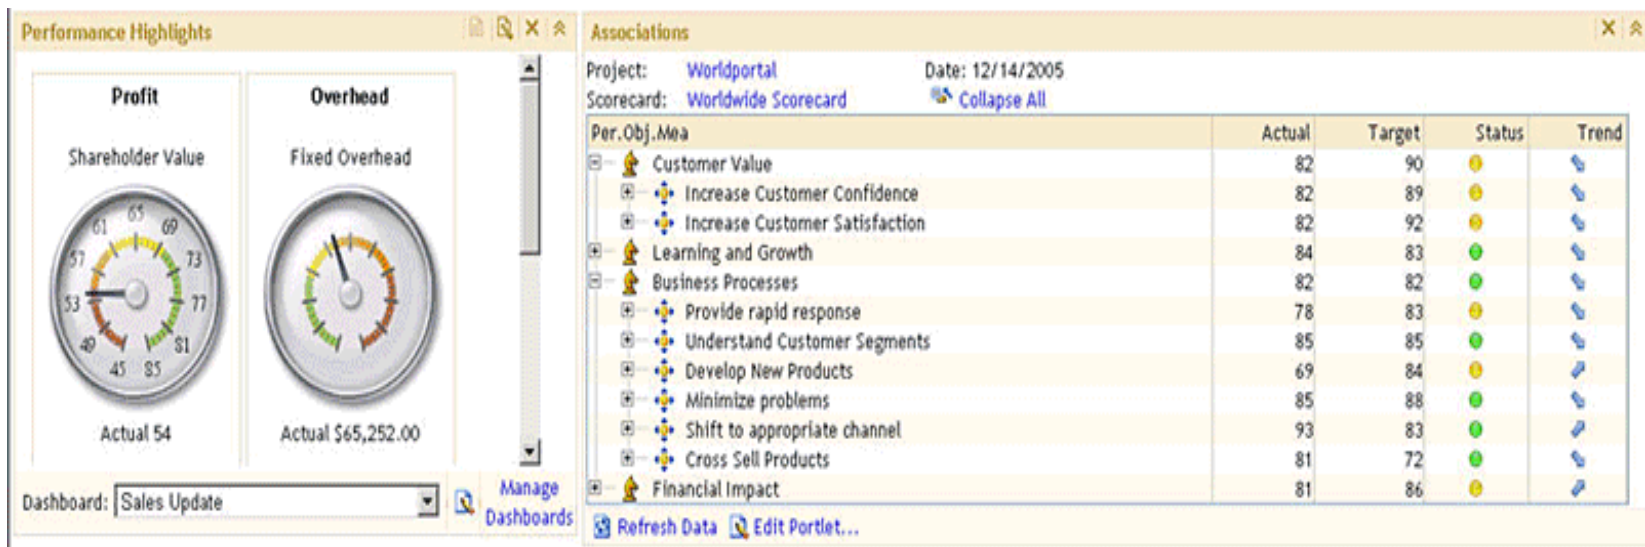 Performance Highlights
Profit
Overhead
Shareholder Value
Fixed Overhead
65
61 69
57 73
53 77
49 81
45 85
Actual 54
Actual $65,252.00
Dashboard: Sales Update
Manage
Dashboards
Associations
Project: Worldportal Date: 12/14/2005
Scorecard: Worldwide Scorecard Collapse All
Per.Obj.Mea Actual Target Status Trend
Customer Value 82 90
Increase Customer Confidence 82 89
Increase Customer Satisfaction 82 92
Learning and Growth 84 83
Business Processes 82 82
Provide rapid response 78 83
Understand Customer Segments 85 85
Develop New Products 69 84
Minimize problems 85 88
Shift to appropriate channel 93 83
Cross Sell Products 81 72
Financial Impact 81 86
Refresh Data Edit Portlet...